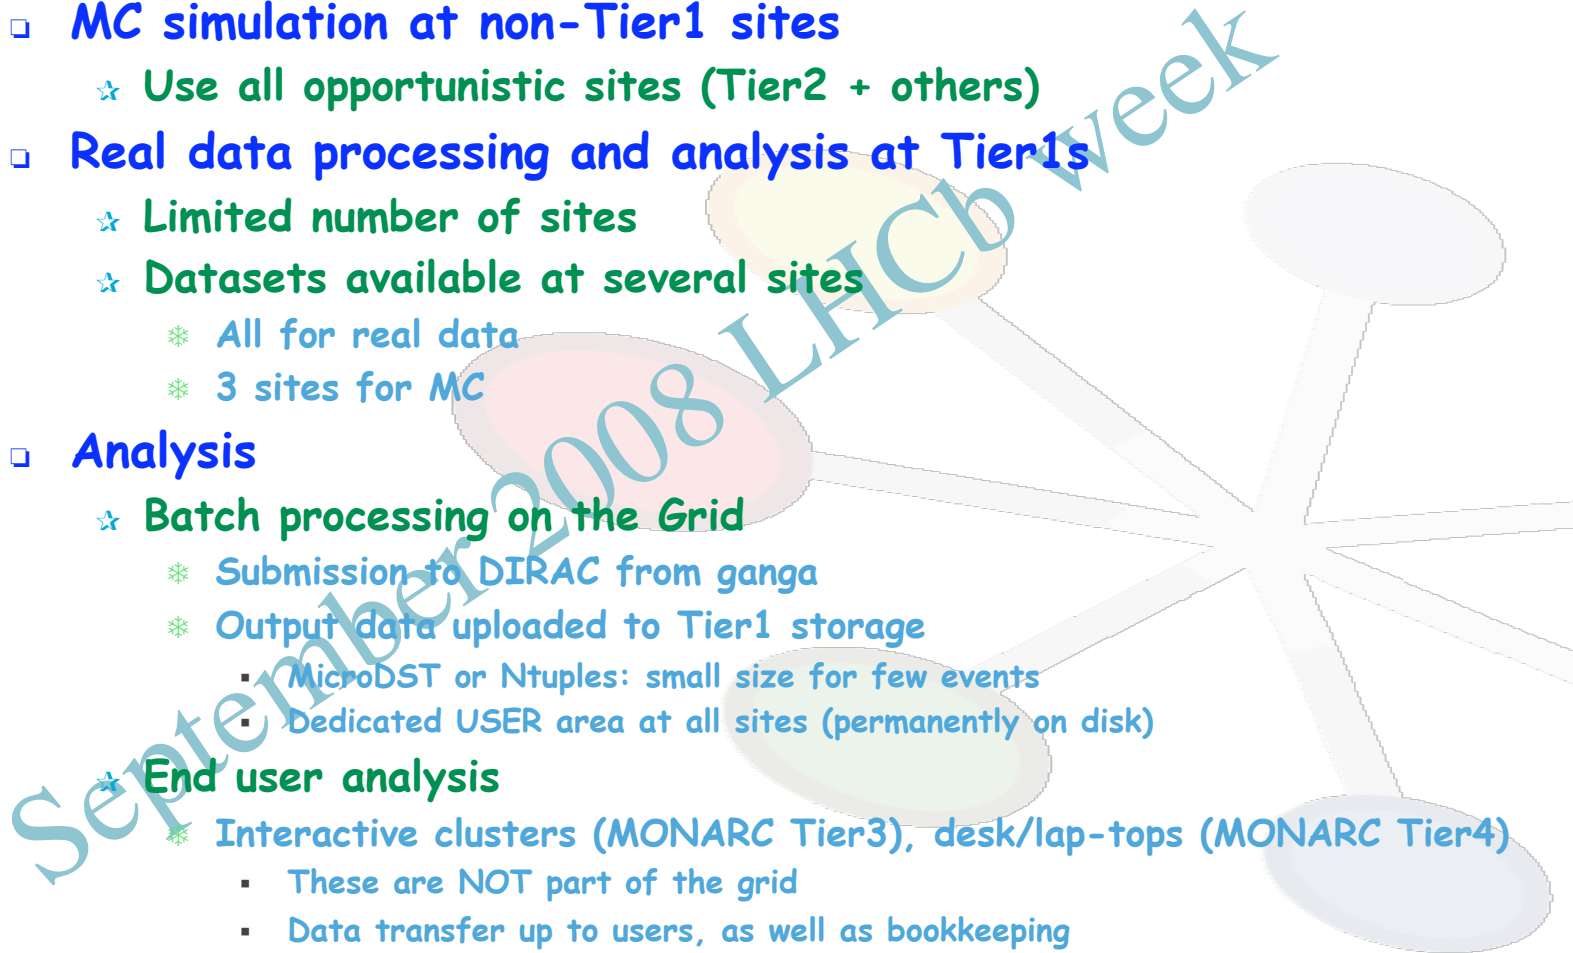 MC simulation at non-Tier1 sites
Use all opportunistic sites (Tier2 + others)
Real data processing and analysis at Tier1s
Limited number of sites
Datasets available at several sites
All for real data
3 sites for MC
Analysis
Batch processing on the Grid
Submission to DIRAC from ganga
Output data uploaded to Tier1 storage
MicroDST or Ntuples: small size for few events
Dedicated USER area at all sites (permanently on disk)
End user analysis
Interactive clusters (MONARC Tier3), desk/lap-tops (MONARC Tier4)
These are NOT part of the grid
Data transfer up to users, as well as bookkeeping
September 2008 LHCb week